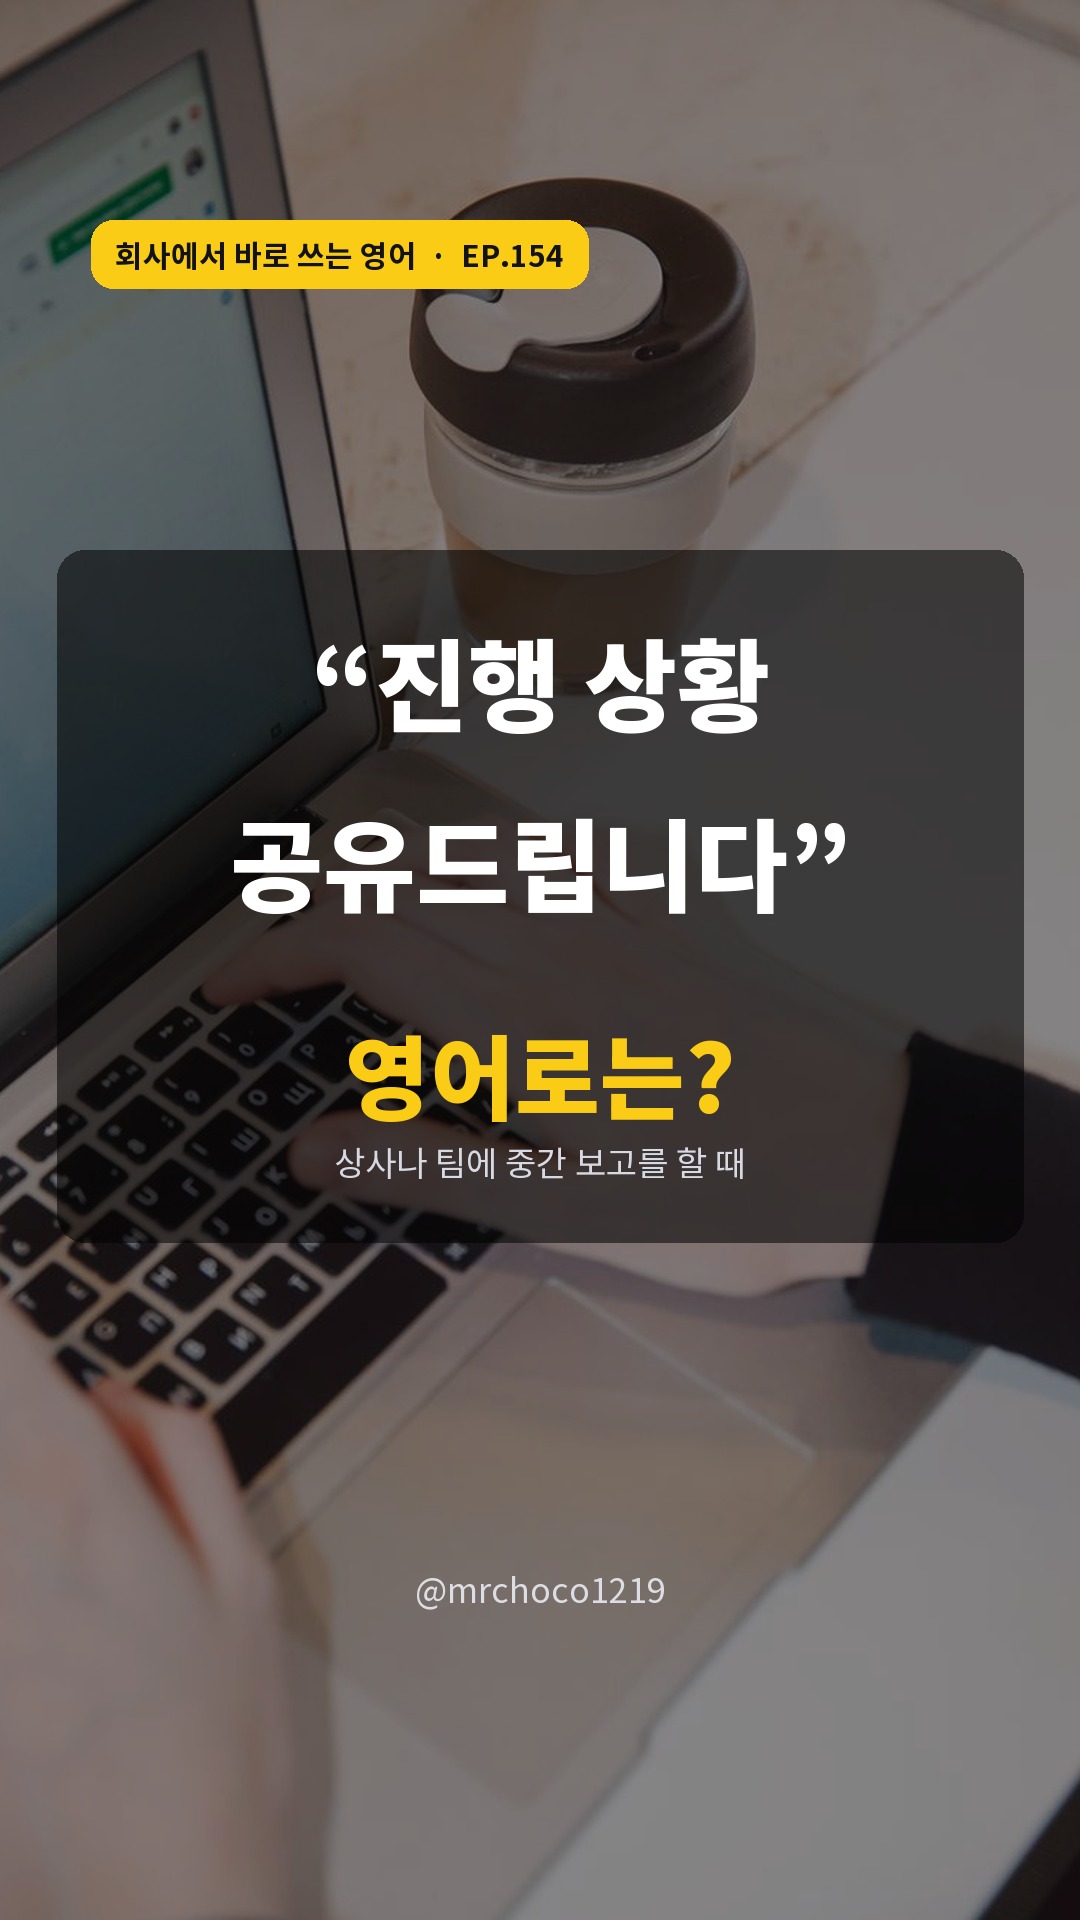 회사에서 바로 쓰는 영어 · EP.154
“진행 상황
공유드립니다”
영어로는?
상사나 팀에 중간 보고를 할 때
@mrchoco1219